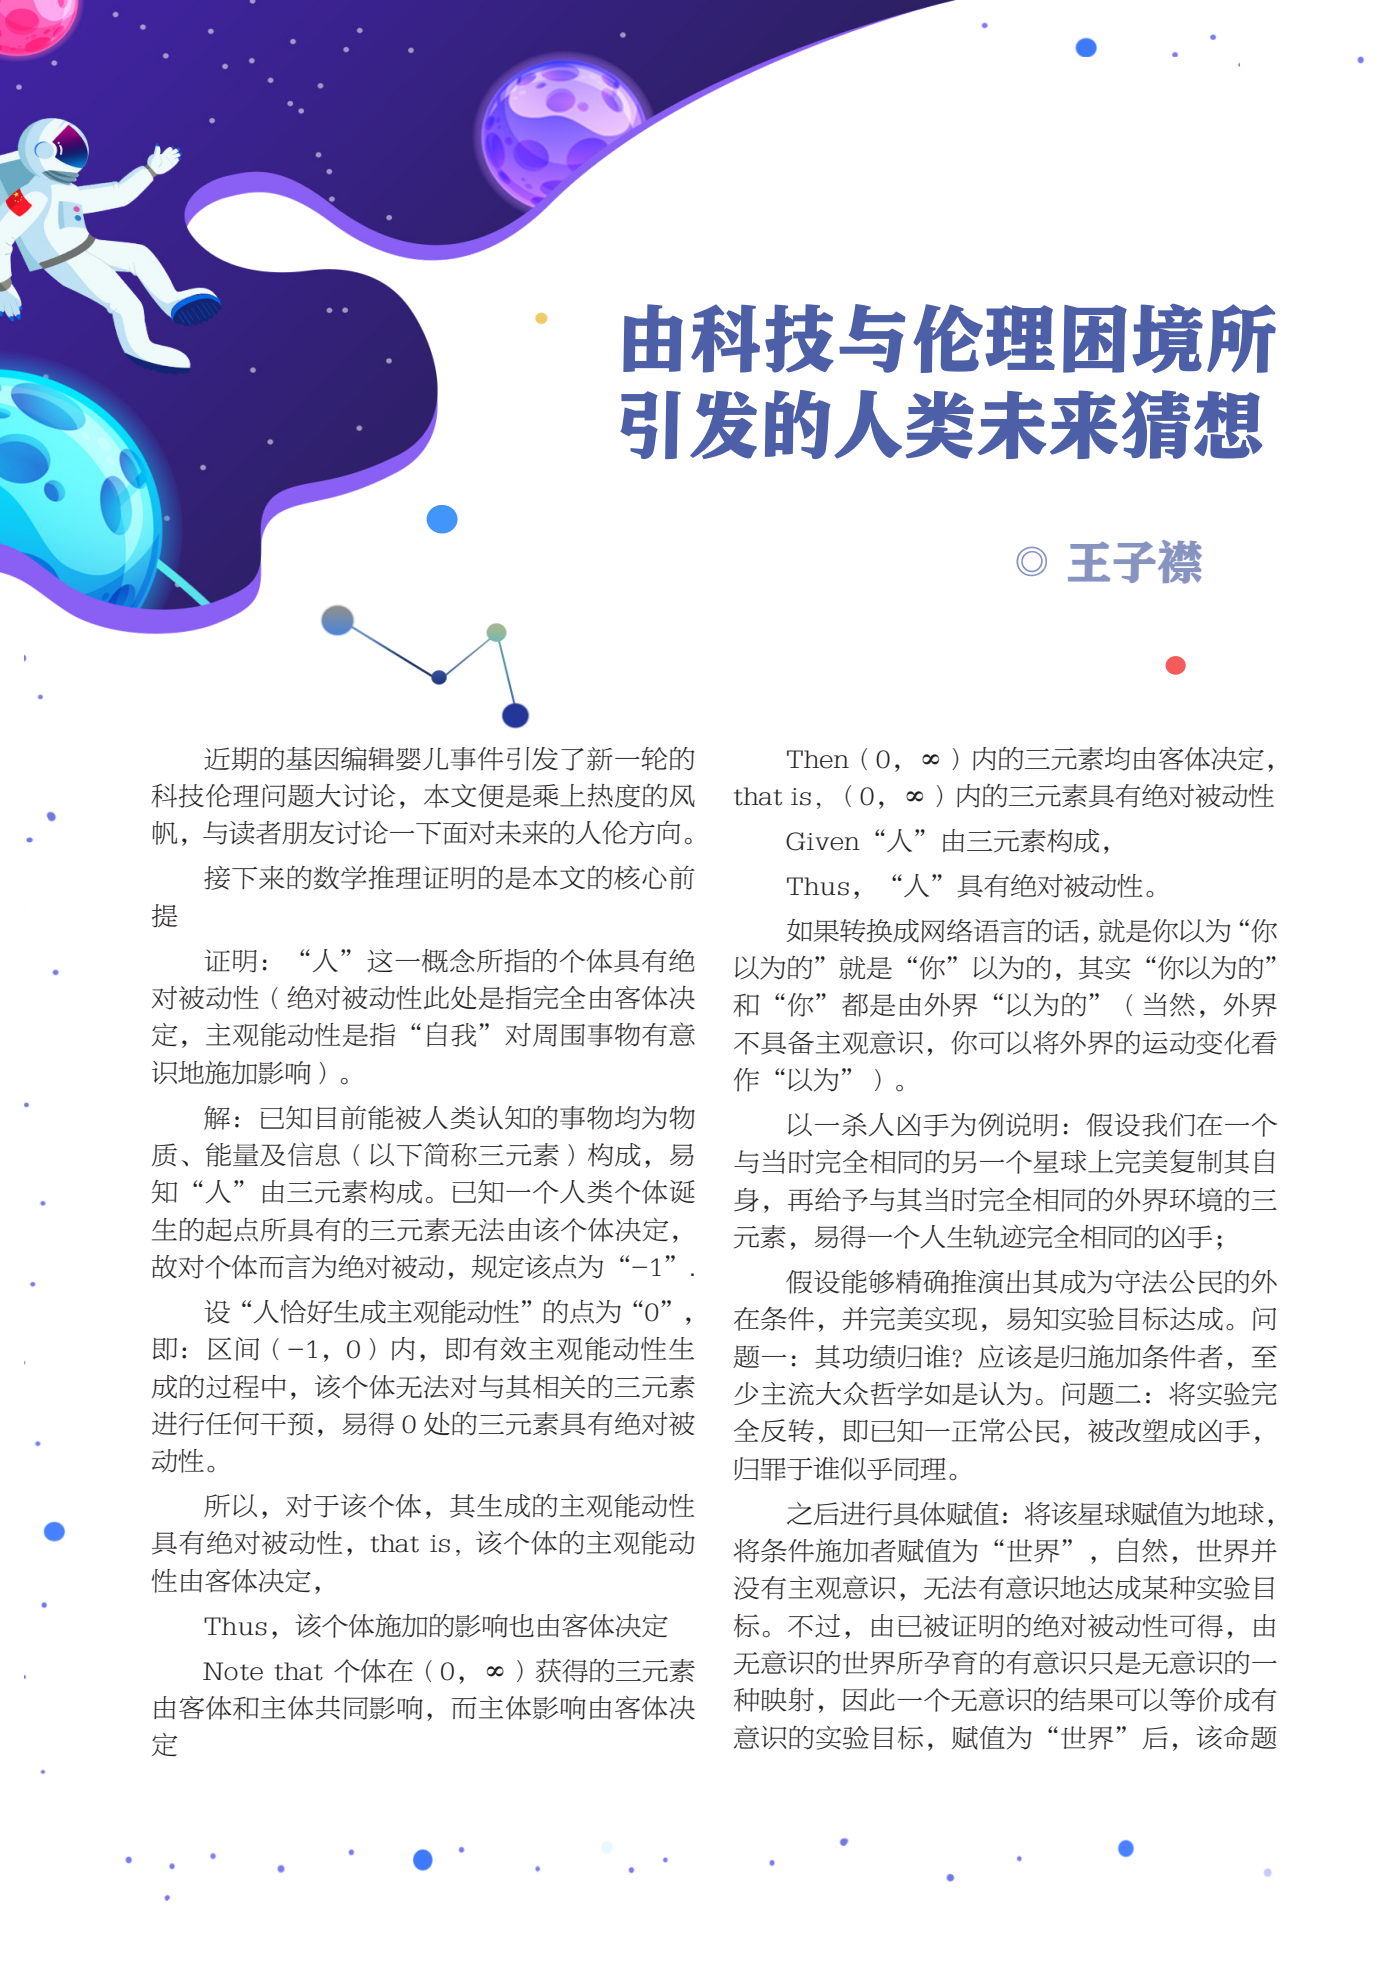 由科技与伦理困境所
引发的人类未来猜想
◎ 王子襟
近期的基因编辑婴儿事件引发了新一轮的
科技伦理问题大讨论，本文便是乘上热度的风
帆，与读者朋友讨论一下面对未来的人伦方向。
接下来的数学推理证明的是本文的核心前
提
证明：“人”这一概念所指的个体具有绝
对被动性（绝对被动性此处是指完全由客体决
定，主观能动性是指“自我”对周围事物有意
识地施加影响）。
解：已知目前能被人类认知的事物均为物
质、能量及信息（以下简称三元素）构成，易
知“人”由三元素构成。已知一个人类个体诞
生的起点所具有的三元素无法由该个体决定，
故对个体而言为绝对被动，规定该点为“−1”.
设“人恰好生成主观能动性”的点为“0”，
即：区间（−1，0）内，即有效主观能动性生
成的过程中，该个体无法对与其相关的三元素
进行任何干预，易得 0 处的三元素具有绝对被
动性。
所以，对于该个体，其生成的主观能动性
具有绝对被动性，that is, 该个体的主观能动
性由客体决定，
Thus，该个体施加的影响也由客体决定
Note that 个体在（0，∞）获得的三元素
由客体和主体共同影响，而主体影响由客体决
定
Then（0，∞）内的三元素均由客体决定，
that is,（0，∞）内的三元素具有绝对被动性
Given“人”由三元素构成，
Thus，“人”具有绝对被动性。
如果转换成网络语言的话，就是你以为“你
以为的”就是“你”以为的，其实“你以为的”
和“你”都是由外界“以为的”（当然，外界
不具备主观意识，你可以将外界的运动变化看
作“以为”）。
以一杀人凶手为例说明：假设我们在一个
与当时完全相同的另一个星球上完美复制其自
身，再给予与其当时完全相同的外界环境的三
元素，易得一个人生轨迹完全相同的凶手；
假设能够精确推演出其成为守法公民的外
在条件，并完美实现，易知实验目标达成。问
题一：其功绩归谁？应该是归施加条件者，至
少主流大众哲学如是认为。问题二：将实验完
全反转，即已知一正常公民，被改塑成凶手，
归罪于谁似乎同理。
之后进行具体赋值：将该星球赋值为地球，
将条件施加者赋值为“世界”，自然，世界并
没有主观意识，无法有意识地达成某种实验目
标。不过，由已被证明的绝对被动性可得，由
无意识的世界所孕育的有意识只是无意识的一
种映射，因此一个无意识的结果可以等价成有
意识的实验目标，赋值为“世界”后，该命题